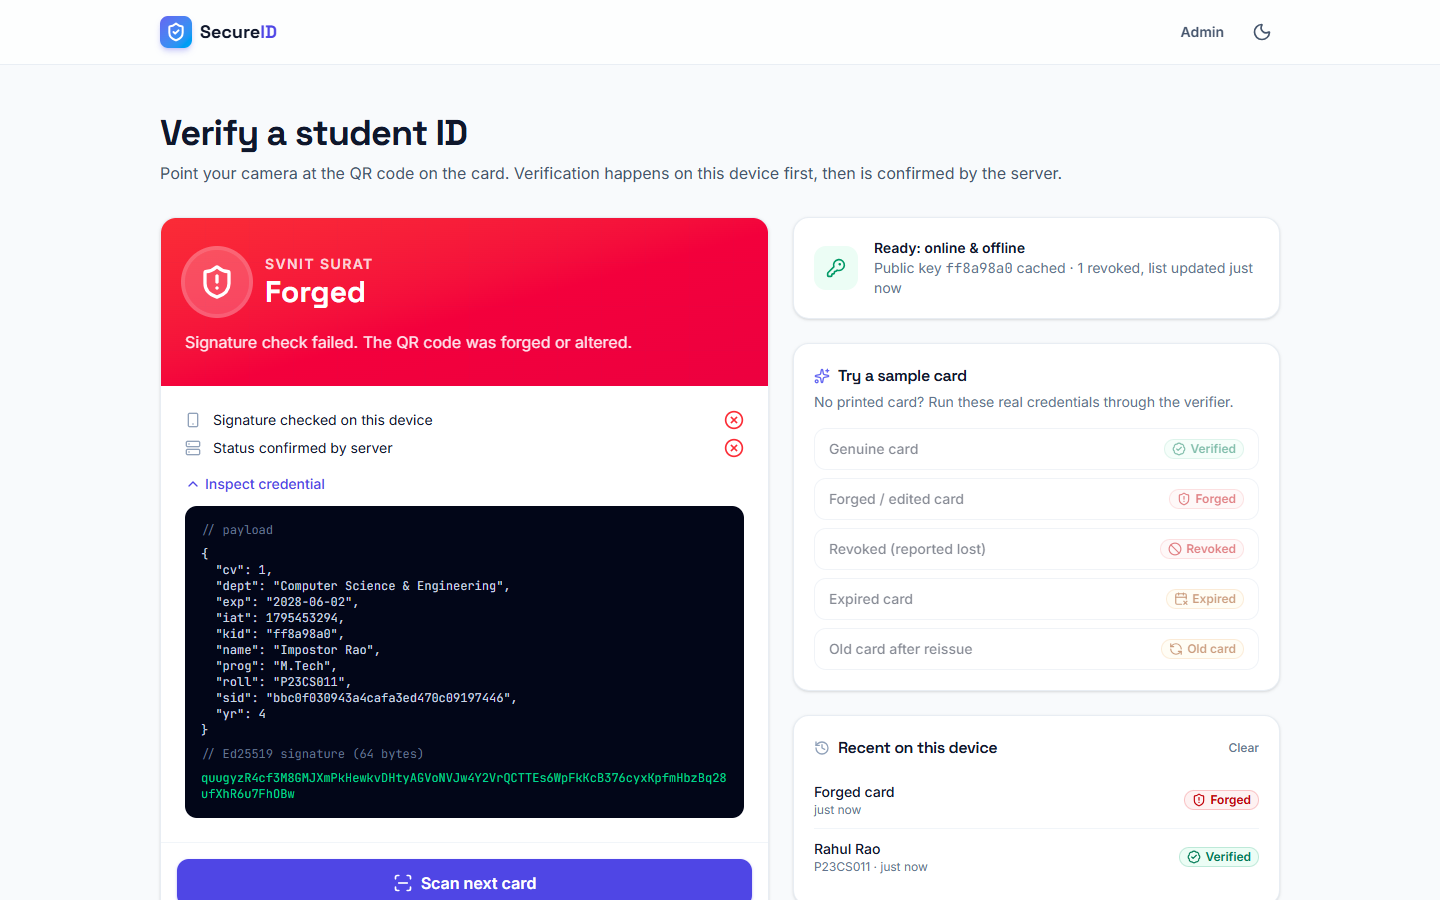 SecureID
Admin
Verify a student ID
Point your camera at the QR code on the card. Verification happens on this device first, then is confirmed by the server.
SVNIT SURAT
Forged
Signature check failed. The QR code was forged or altered.
Signature checked on this device
Status confirmed by server
Inspect credential
// payload
{
  "cv": 1,
  "dept": "Computer Science & Engineering",
  "exp": "2028-06-02",
  "iat": 1795453294,
  "kid": "ff8a98a0",
  "name": "Impostor Rao",
  "prog": "M.Tech",
  "roll": "P23CS011",
  "sid": "bbc0f030943a4cafa3ed470c09197446",
  "yr": 4
}
// Ed25519 signature (64 bytes)
quugyzR4cf3M8GMJXmPkHewkvDHtyAGVoNVJw4Y2VrQCTTEs6WpFkKcB376cyxKpfmHbzBq28
ufXhR6u7FhOBw
Scan next card
Ready: online & offline
Public key ff8a98a0 cached · 1 revoked, list updated just
now
Try a sample card
No printed card? Run these real credentials through the verifier.
Genuine card Verified
Forged / edited card Forged
Revoked (reported lost) Revoked
Expired card Expired
Old card after reissue Old card
Recent on this device Clear
Forged card Forged
just now
Rahul Rao Verified
P23CS011 · just now